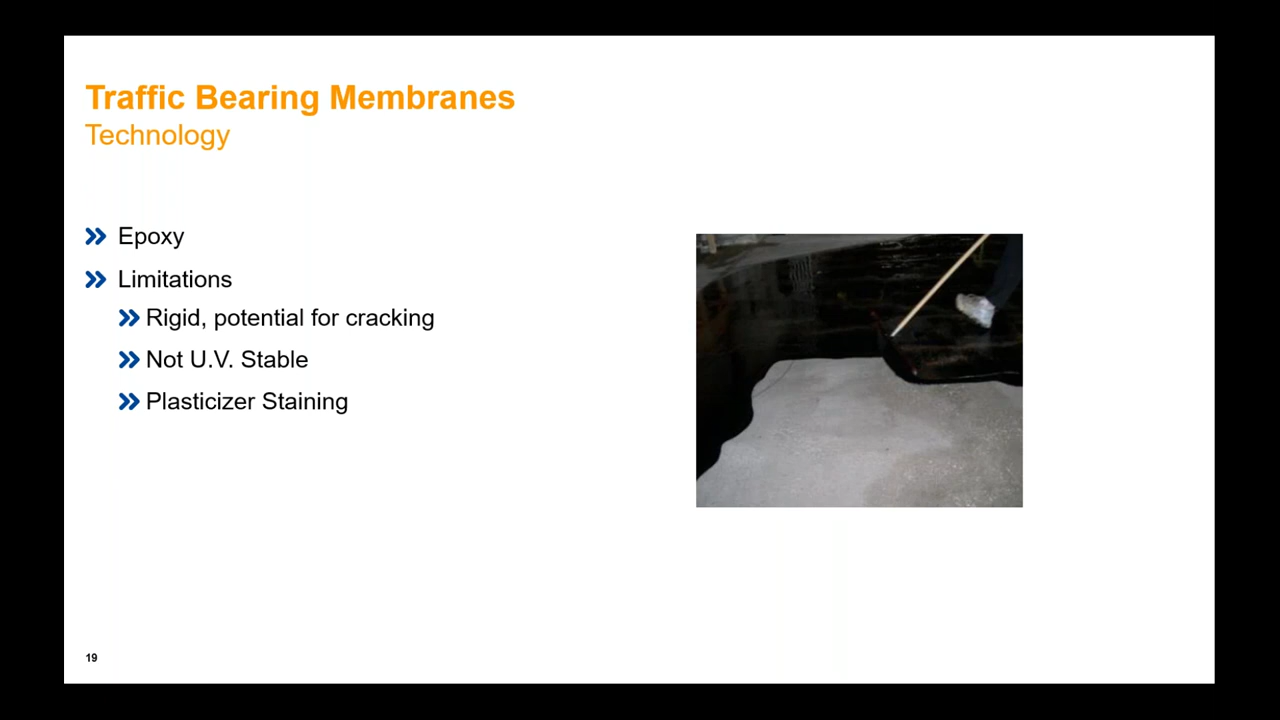 Traffic Bearing Membranes
Technology
Epoxy
Limitations
Rigid, potential for cracking
Not U.V. Stable
Plasticizer Staining
19